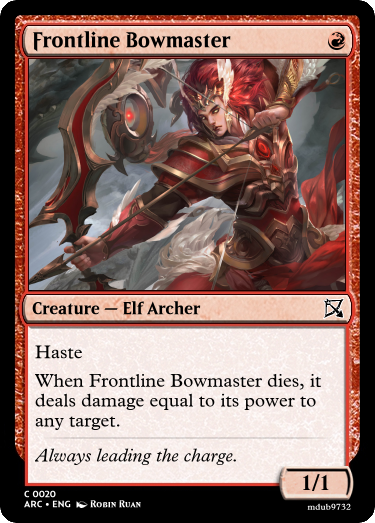 Frontline Bowmaster
Creature — Elf Archer
Haste
When Frontline Bowmaster dies, it
deals damage equal to its power to
any target.
Always leading the charge.
1/1
C 0020
ARC • ENG Robin Ruan
mdub9732